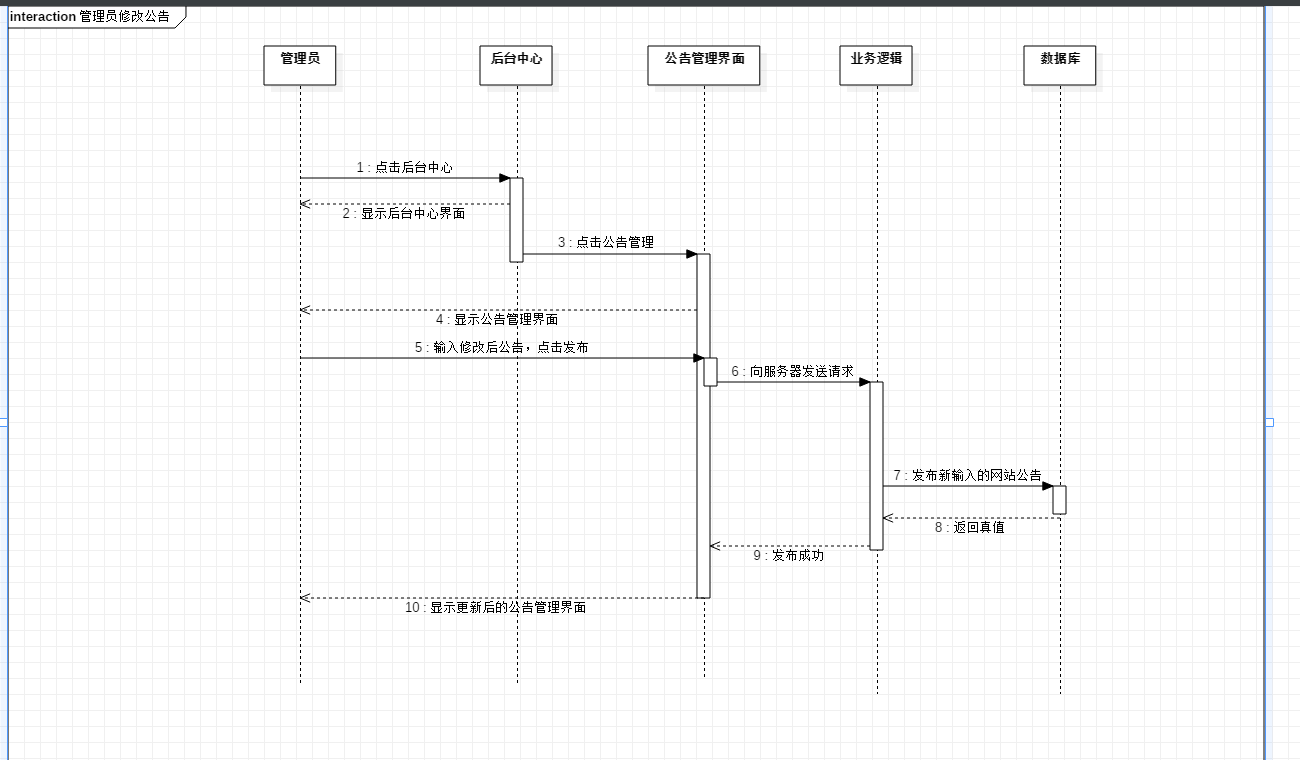 interaction 管理员修改公告
管理员
后台中心
公告管理界面
业务逻辑
数据库
1 : 点击后台中心
2 : 显示后台中心界面
3 : 点击公告管理
4 : 显示公告管理界面
5 : 输入修改后公告，点击发布
6 : 向服务器发送请求
7 : 发布新输入的网站公告
8 : 返回真值
9 : 发布成功
10 : 显示更新后的公告管理界面